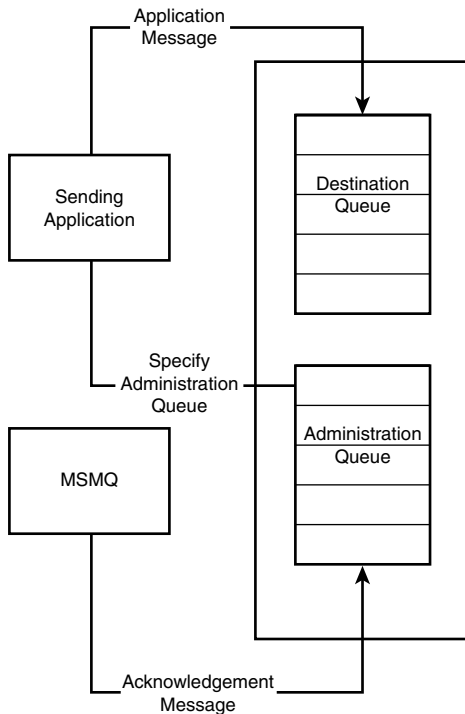 Application
Message
Sending
Application
Destination
Queue
Specify
Administration
Queue
MSMQ
Administration
Queue
Acknowledgement
Message